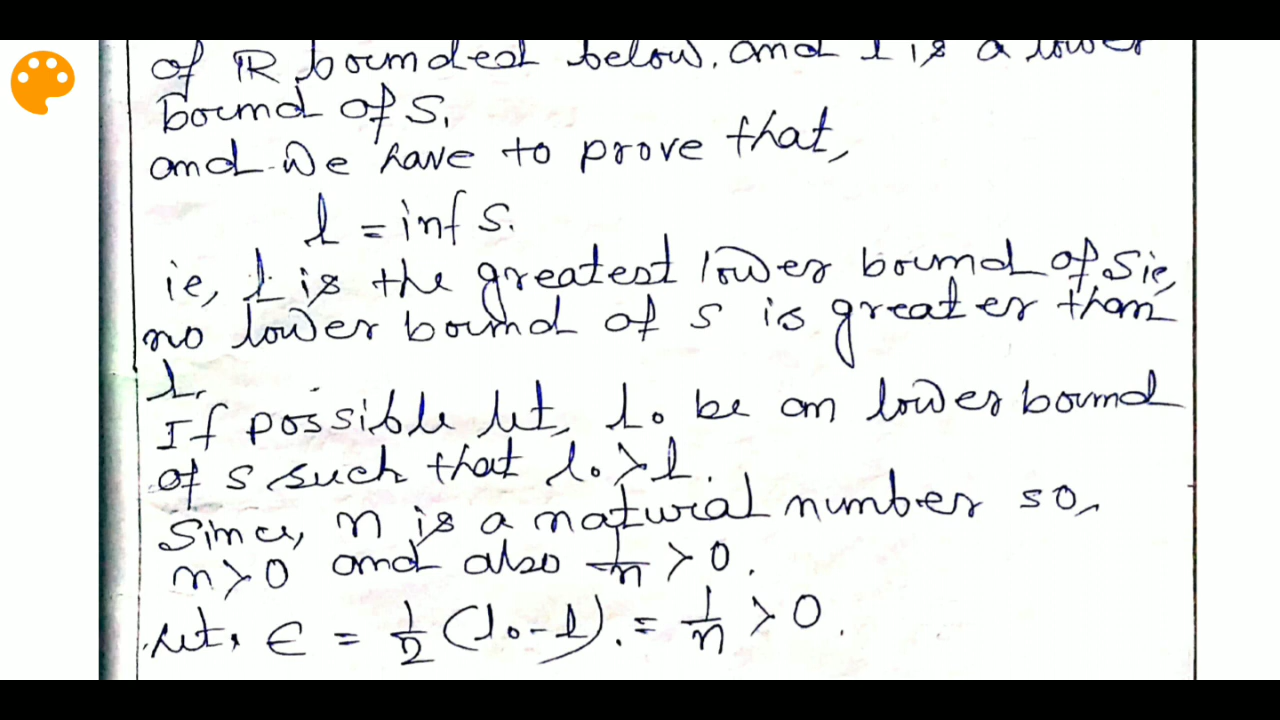 of ℝ bounded below, and l is a lower
bound of S.
and we have to prove that,
l = inf S.
ie, l is the greatest lower bound of S ie,
no lower bound of S is greater than
l.
If possible let, l₀ be an lower bound
of S such that l₀ > l.
Since, n is a natural number so,
n > 0 and also 1/n > 0.
let, ∈ = 1/2 (l₀ - l). = 1/n > 0.